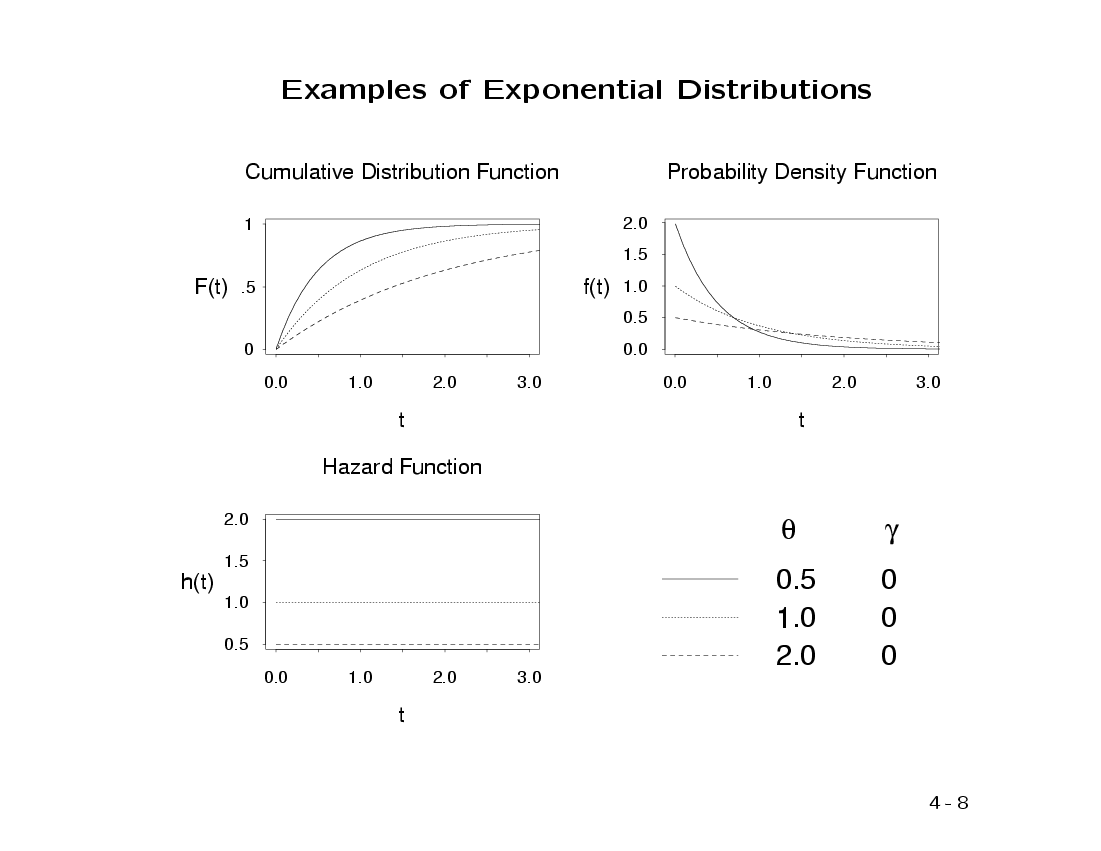 Examples of Exponential Distributions
Cumulative Distribution Function
1
F(t) .5
0
0.0 1.0 2.0 3.0
t
Probability Density Function
2.0
1.5
f(t) 1.0
0.5
0.0
0.0 1.0 2.0 3.0
t
Hazard Function
2.0
1.5
h(t)
1.0
0.5
0.0 1.0 2.0 3.0
t
θ γ
0.5 0
1.0 0
2.0 0
4 - 8